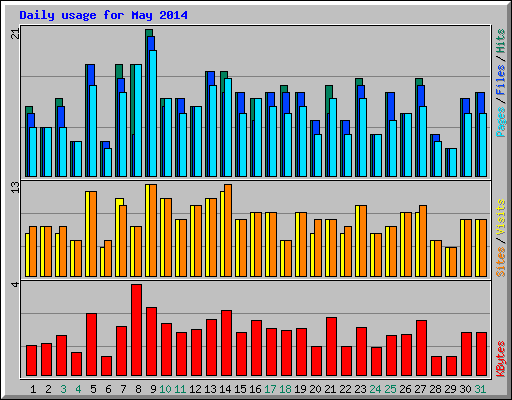 Daily usage for May 2014
21
Pages / Files / Hits
13
Sites / Visits
4
KBytes
1 2 3 4 5 6 7 8 9 10 11 12 13 14 15 16 17 18 19 20 21 22 23 24 25 26 27 28 29 30 31